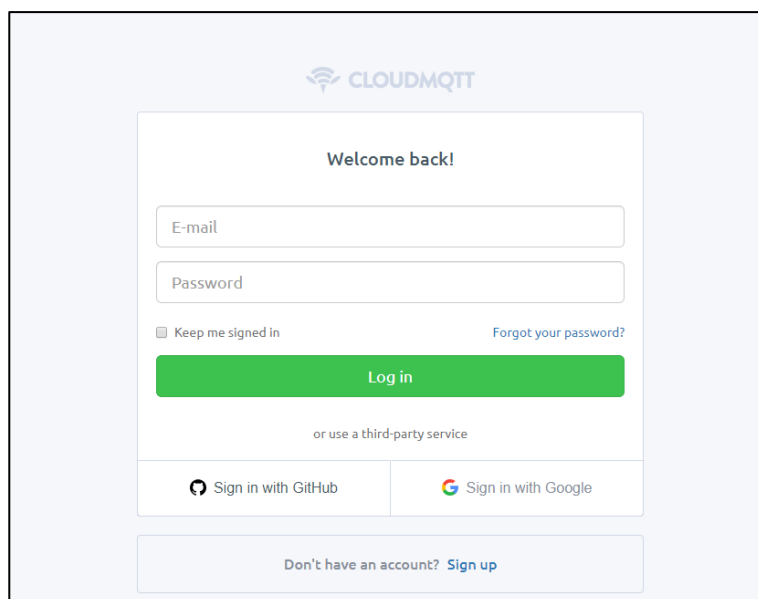 CLOUDMQTT
Welcome back!
E-mail
Password
Keep me signed in Forgot your password?
Log in
or use a third-party service
Sign in with GitHub Sign in with Google
Don't have an account? Sign up